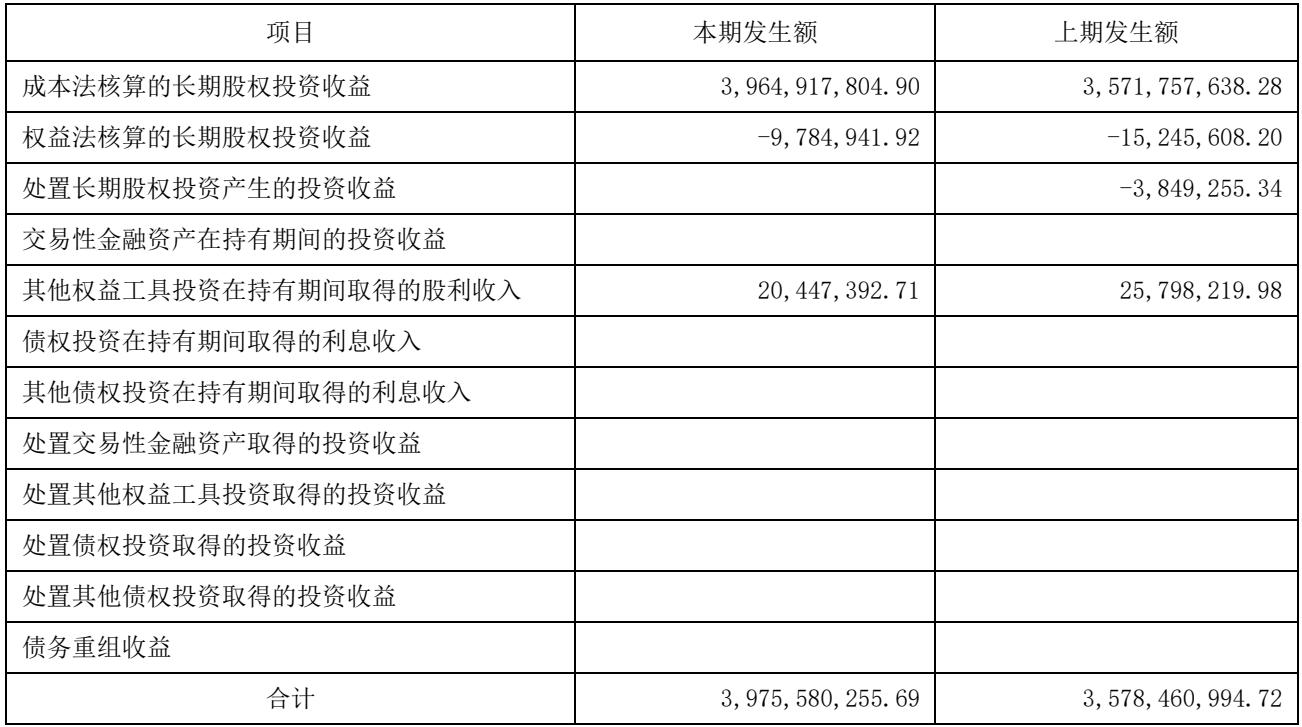 项目 本期发生额 上期发生额
成本法核算的长期股权投资收益 3,964,917,804.90 3,571,757,638.28
权益法核算的长期股权投资收益 -9,784,941.92 -15,245,608.20
处置长期股权投资产生的投资收益 -3,849,255.34
交易性金融资产在持有期间的投资收益
其他权益工具投资在持有期间取得的股利收入 20,447,392.71 25,798,219.98
债权投资在持有期间取得的利息收入
其他债权投资在持有期间取得的利息收入
处置交易性金融资产取得的投资收益
处置其他权益工具投资取得的投资收益
处置债权投资取得的投资收益
处置其他债权投资取得的投资收益
债务重组收益
合计 3,975,580,255.69 3,578,460,994.72